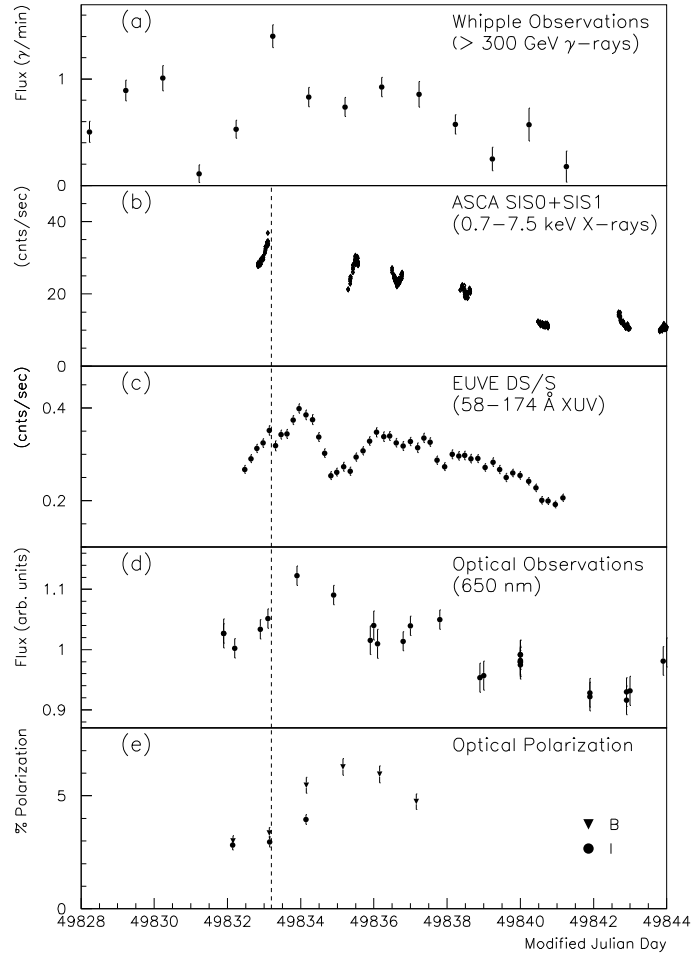 (a)
Whipple Observations
(> 300 GeV γ−rays)
Flux (γ/min)
1
0
(b)
ASCA SIS0+SIS1
(0.7−7.5 keV X−rays)
(cnts/sec)
40
20
0
(c)
EUVE DS/S
(58−174 Å XUV)
(cnts/sec)
0.4
0.2
(d)
Optical Observations
(650 nm)
Flux (arb. units)
1.1
1
0.9
(e)
Optical Polarization
% Polarization
5
0
B
I
49828 49830 49832 49834 49836 49838 49840 49842 49844
Modified Julian Day